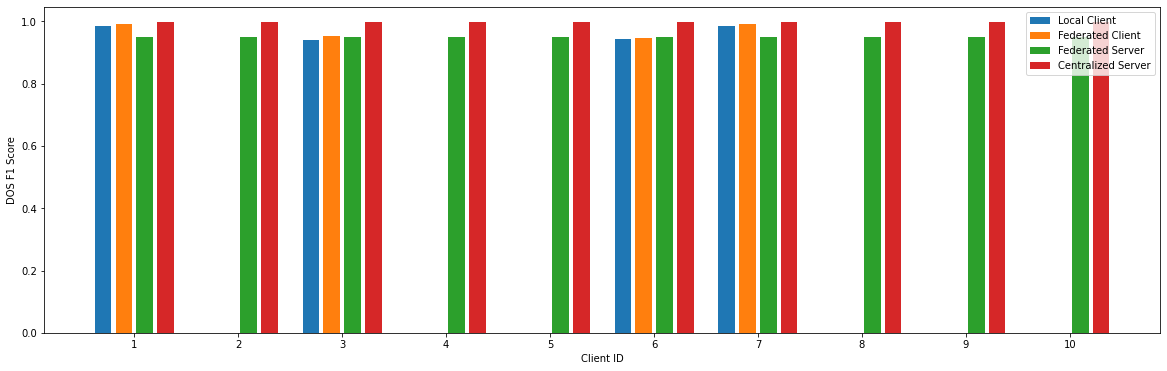 1.0
0.8
0.6
0.4
0.2
0.0
DOS F1 Score
Local Client
Federated Client
Federated Server
Centralized Server
1 2 3 4 5 6 7 8 9 10
Client ID